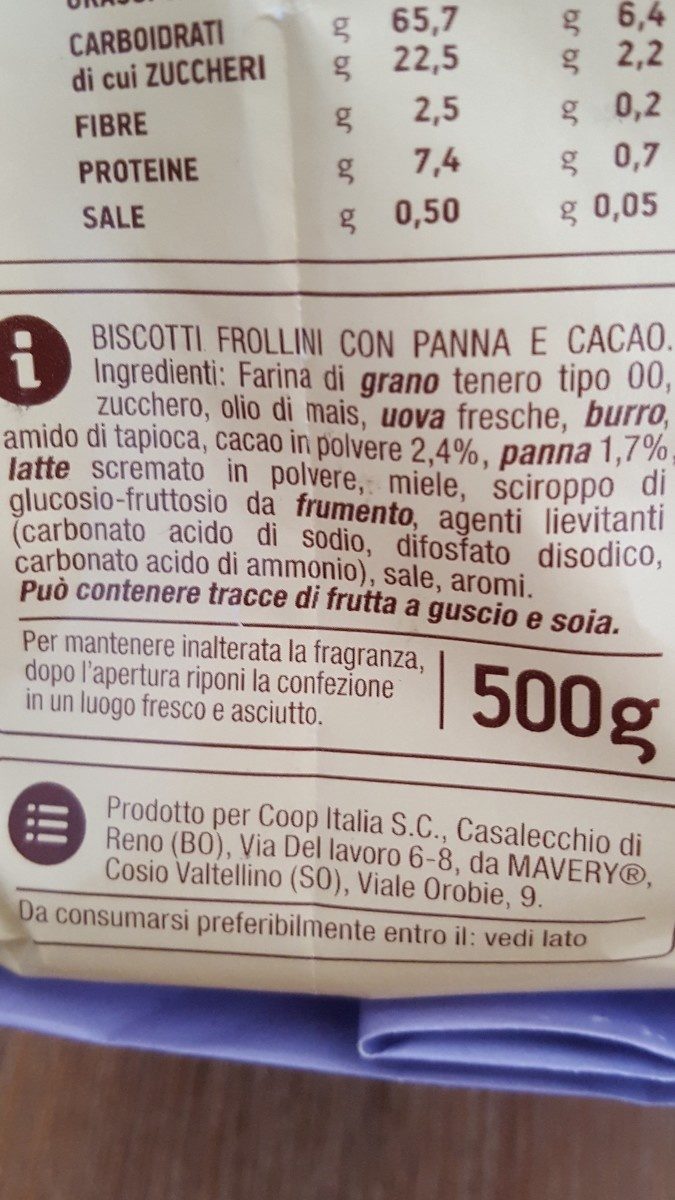 CARBOIDRATI g 65,7 g 6,4
di cui ZUCCHERI g 22,5 g 2,2
FIBRE g 2,5 g 0,2
PROTEINE g 7,4 g 0,7
SALE g 0,50 g 0,05
i
BISCOTTI FROLLINI CON PANNA E CACAO.
Ingredienti: Farina di grano tenero tipo 00,
zucchero, olio di mais, uova fresche, burro,
amido di tapioca, cacao in polvere 2,4%, panna 1,7%,
latte scremato in polvere, miele, sciroppo di
glucosio-fruttosio da frumento, agenti lievitanti
(carbonato acido di sodio, difosfato disodico,
carbonato acido di ammonio), sale, aromi.
Può contenere tracce di frutta a guscio e soia.
Per mantenere inalterata la fragranza,
dopo l'apertura riponi la confezione
in un luogo fresco e asciutto.
500g
Prodotto per Coop Italia S.C., Casalecchio di
Reno (BO), Via Del lavoro 6-8, da MAVERY®,
Cosio Valtellino (SO), Viale Orobie, 9.
Da consumarsi preferibilmente entro il: vedi lato